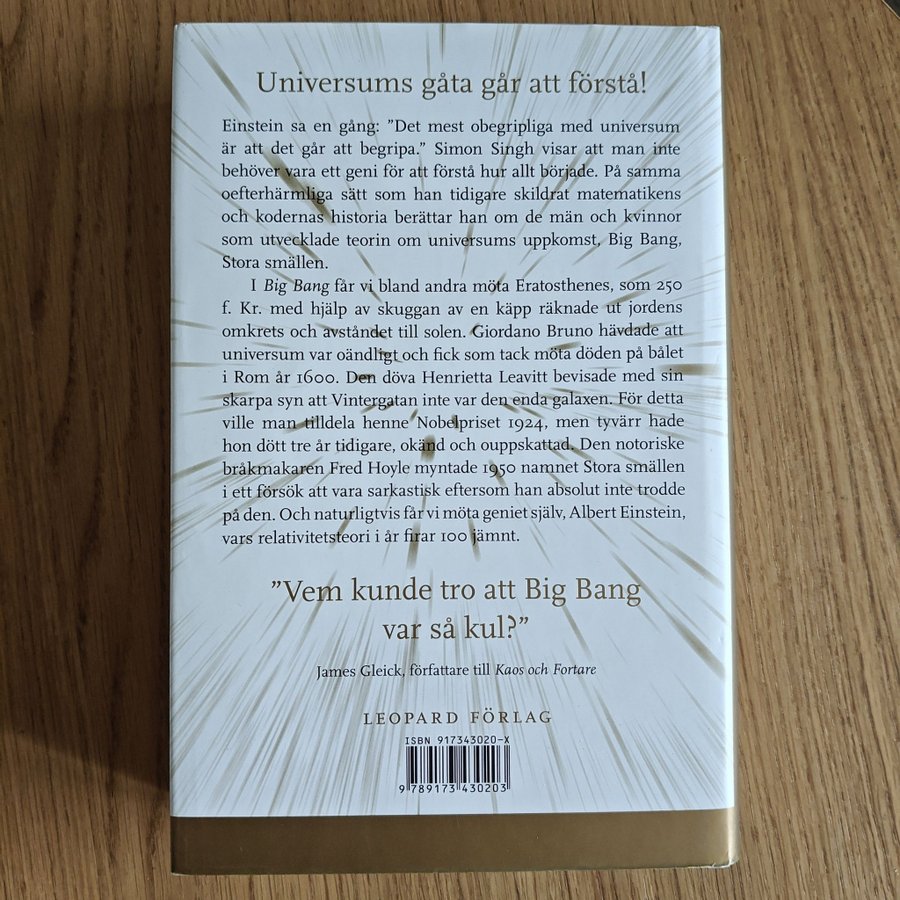 Universums gåta går att förstå!
Einstein sa en gång: ”Det mest obegripliga med universum
är att det går att begripa.” Simon Singh visar att man inte
behöver vara ett geni för att förstå hur allt började. På samma
oefterhärmliga sätt som han tidigare skildrat matematikens
och kodernas historia berättar han om de män och kvinnor
som utvecklade teorin om universums uppkomst, Big Bang,
Stora smällen.
I Big Bang får vi bland andra möta Eratosthenes, som 250
f. Kr. med hjälp av skuggan av en käpp räknade ut jordens
omkrets och avståndet till solen. Giordano Bruno hävdade att
universum var oändligt och fick som tack möta döden på bålet
i Rom år 1600. Den döva Henrietta Leavitt bevisade med sin
skarpa syn att Vintergatan inte var den enda galaxen. För detta
ville man tilldela henne Nobelpriset 1924, men tyvärr hade
hon dött tre år tidigare, okänd och ouppskattad. Den notoriske
bråkmakaren Fred Hoyle myntade 1950 namnet Stora smällen
i ett försök att vara sarkastisk eftersom han absolut inte trodde
på den. Och naturligtvis får vi möta geniet själv, Albert Einstein,
vars relativitetsteori i år firar 100 jämnt.
”Vem kunde tro att Big Bang
var så kul?”
James Gleick, författare till Kaos och Fortare
LEOPARD FÖRLAG
ISBN 917343020-X
9 789173 430203